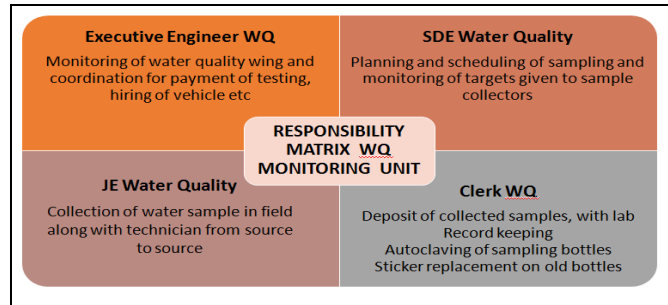 Executive Engineer WQ
Monitoring of water quality wing and
coordination for payment of testing,
hiring of vehicle etc
SDE Water Quality
Planning and scheduling of sampling and
monitoring of targets given to sample
collectors
RESPONSIBILITY
MATRIX WQ
MONITORING UNIT
JE Water Quality
Collection of water sample in field
along with technician from source
to source
Clerk WQ
Deposit of collected samples, with lab
Record keeping
Autoclaving of sampling bottles
Sticker replacement on old bottles